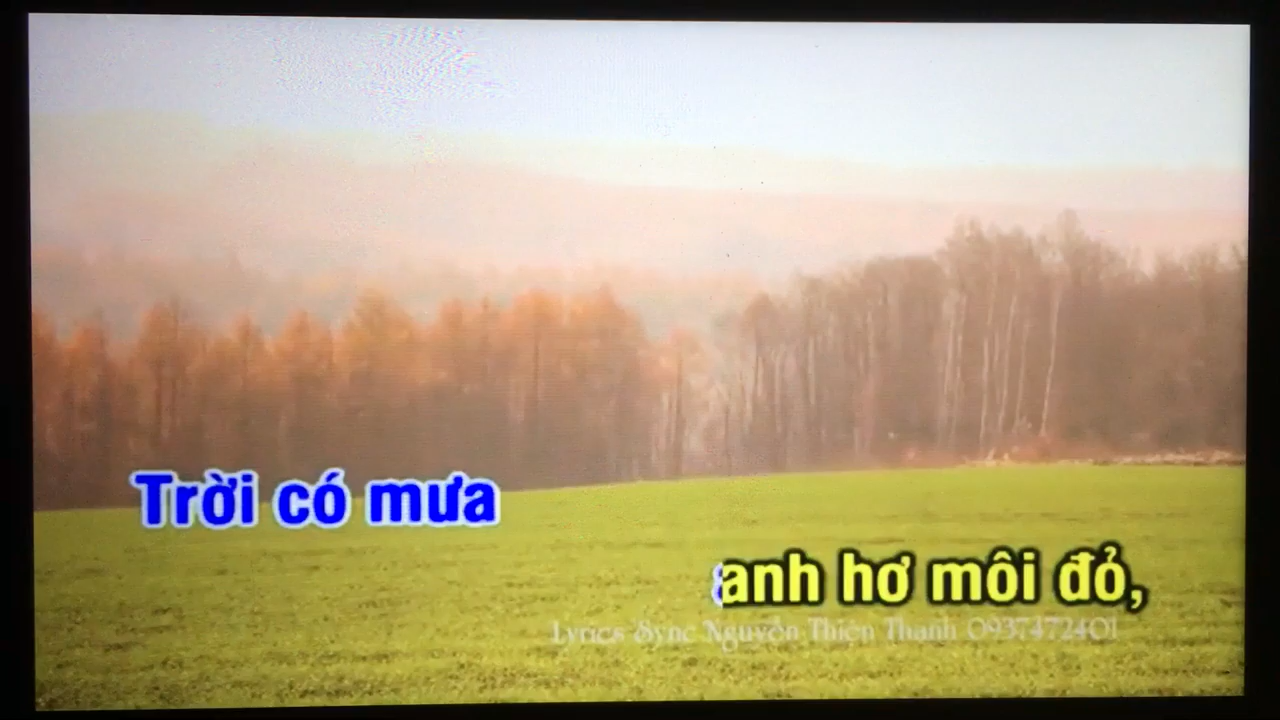 Trời có mưa
anh hơ môi đỏ,
Lyrics Sync Nguyễn Thiện Thanh 0937472401